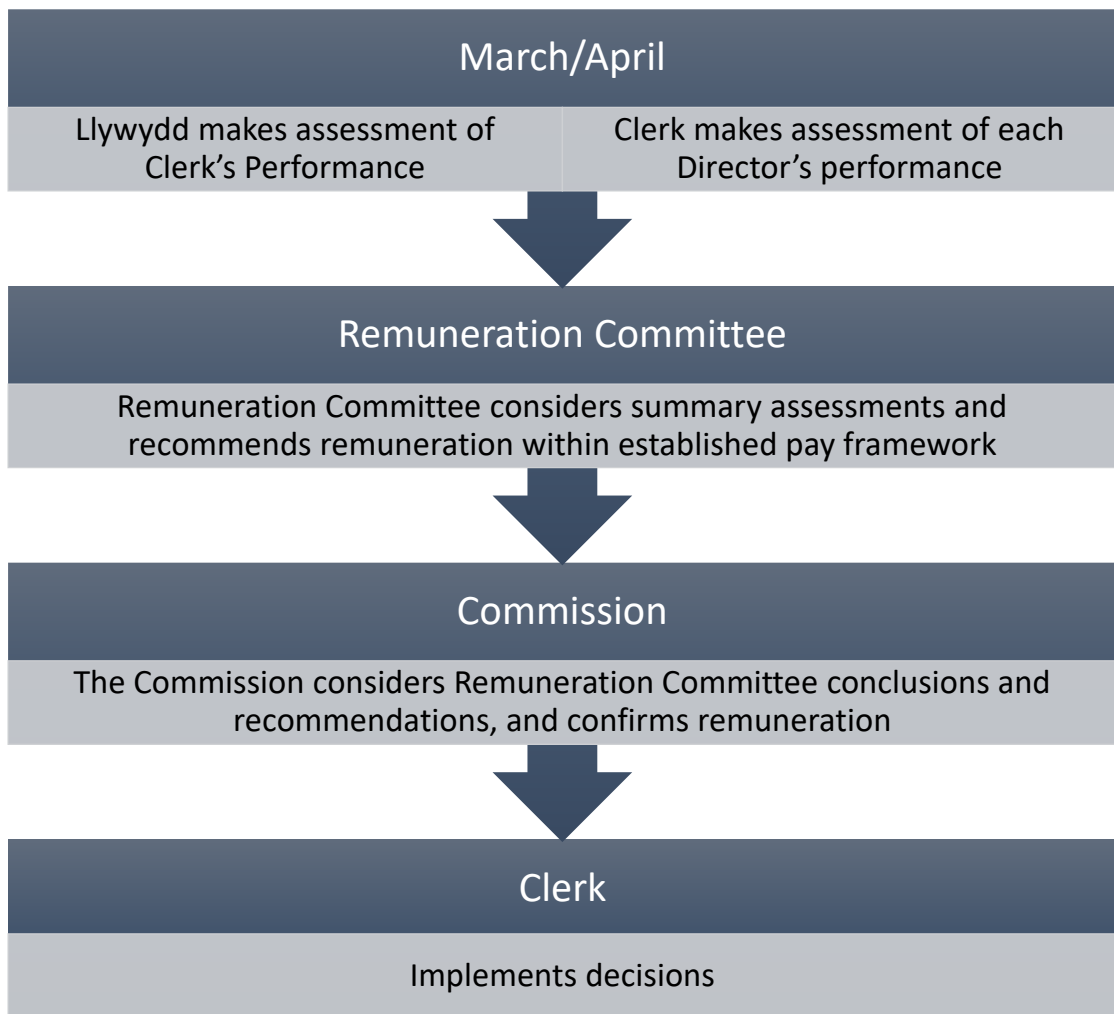 March/April
Llywydd makes assessment of
Clerk’s Performance
Clerk makes assessment of each
Director’s performance
Remuneration Committee
Remuneration Committee considers summary assessments and
recommends remuneration within established pay framework
Commission
The Commission considers Remuneration Committee conclusions and
recommendations, and confirms remuneration
Clerk
Implements decisions